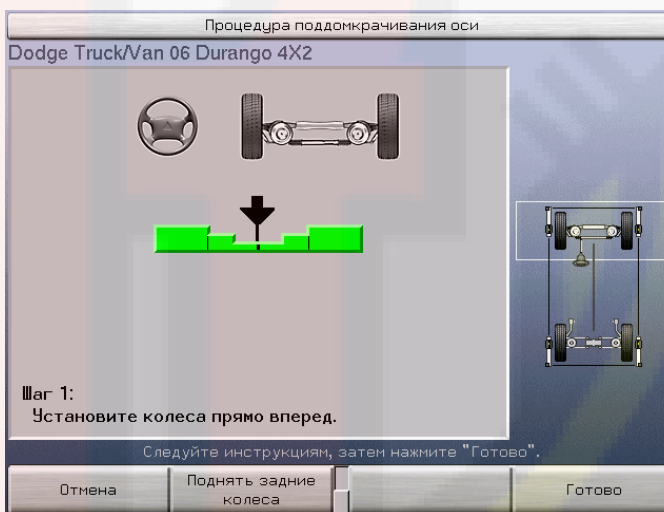 Процедура поддомкрачивания оси
Dodge Truck/Van 06 Durango 4X2
Шаг 1:
Установите колеса прямо вперед.
Следуйте инструкциям, затем нажмите "Готово".
Отмена
Поднять задние
колеса
Готово